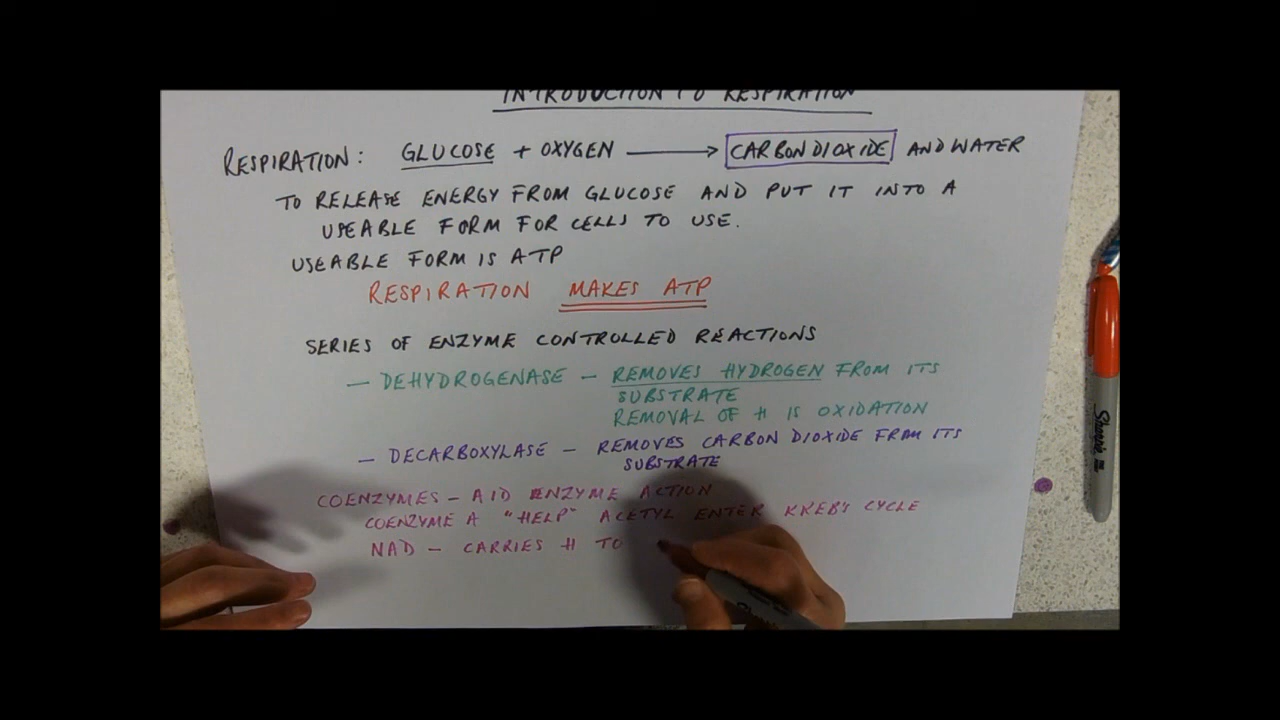 INTRODUCTION TO RESPIRATION
RESPIRATION: GLUCOSE + OXYGEN → CARBON DIOXIDE AND WATER
TO RELEASE ENERGY FROM GLUCOSE AND PUT IT INTO A
USEABLE FORM FOR CELLS TO USE.
USEABLE FORM IS ATP
RESPIRATION MAKES ATP
SERIES OF ENZYME CONTROLLED REACTIONS
— DEHYDROGENASE — REMOVES HYDROGEN FROM ITS
SUBSTRATE
REMOVAL OF H IS OXIDATION
— DECARBOXYLASE — REMOVES CARBON DIOXIDE FROM ITS
SUBSTRATE
COENZYMES — AID ENZYME ACTION
COENZYME A "HELP" ACETYL ENTER KREB'S CYCLE
NAD — CARRIES H TO
Sharpie